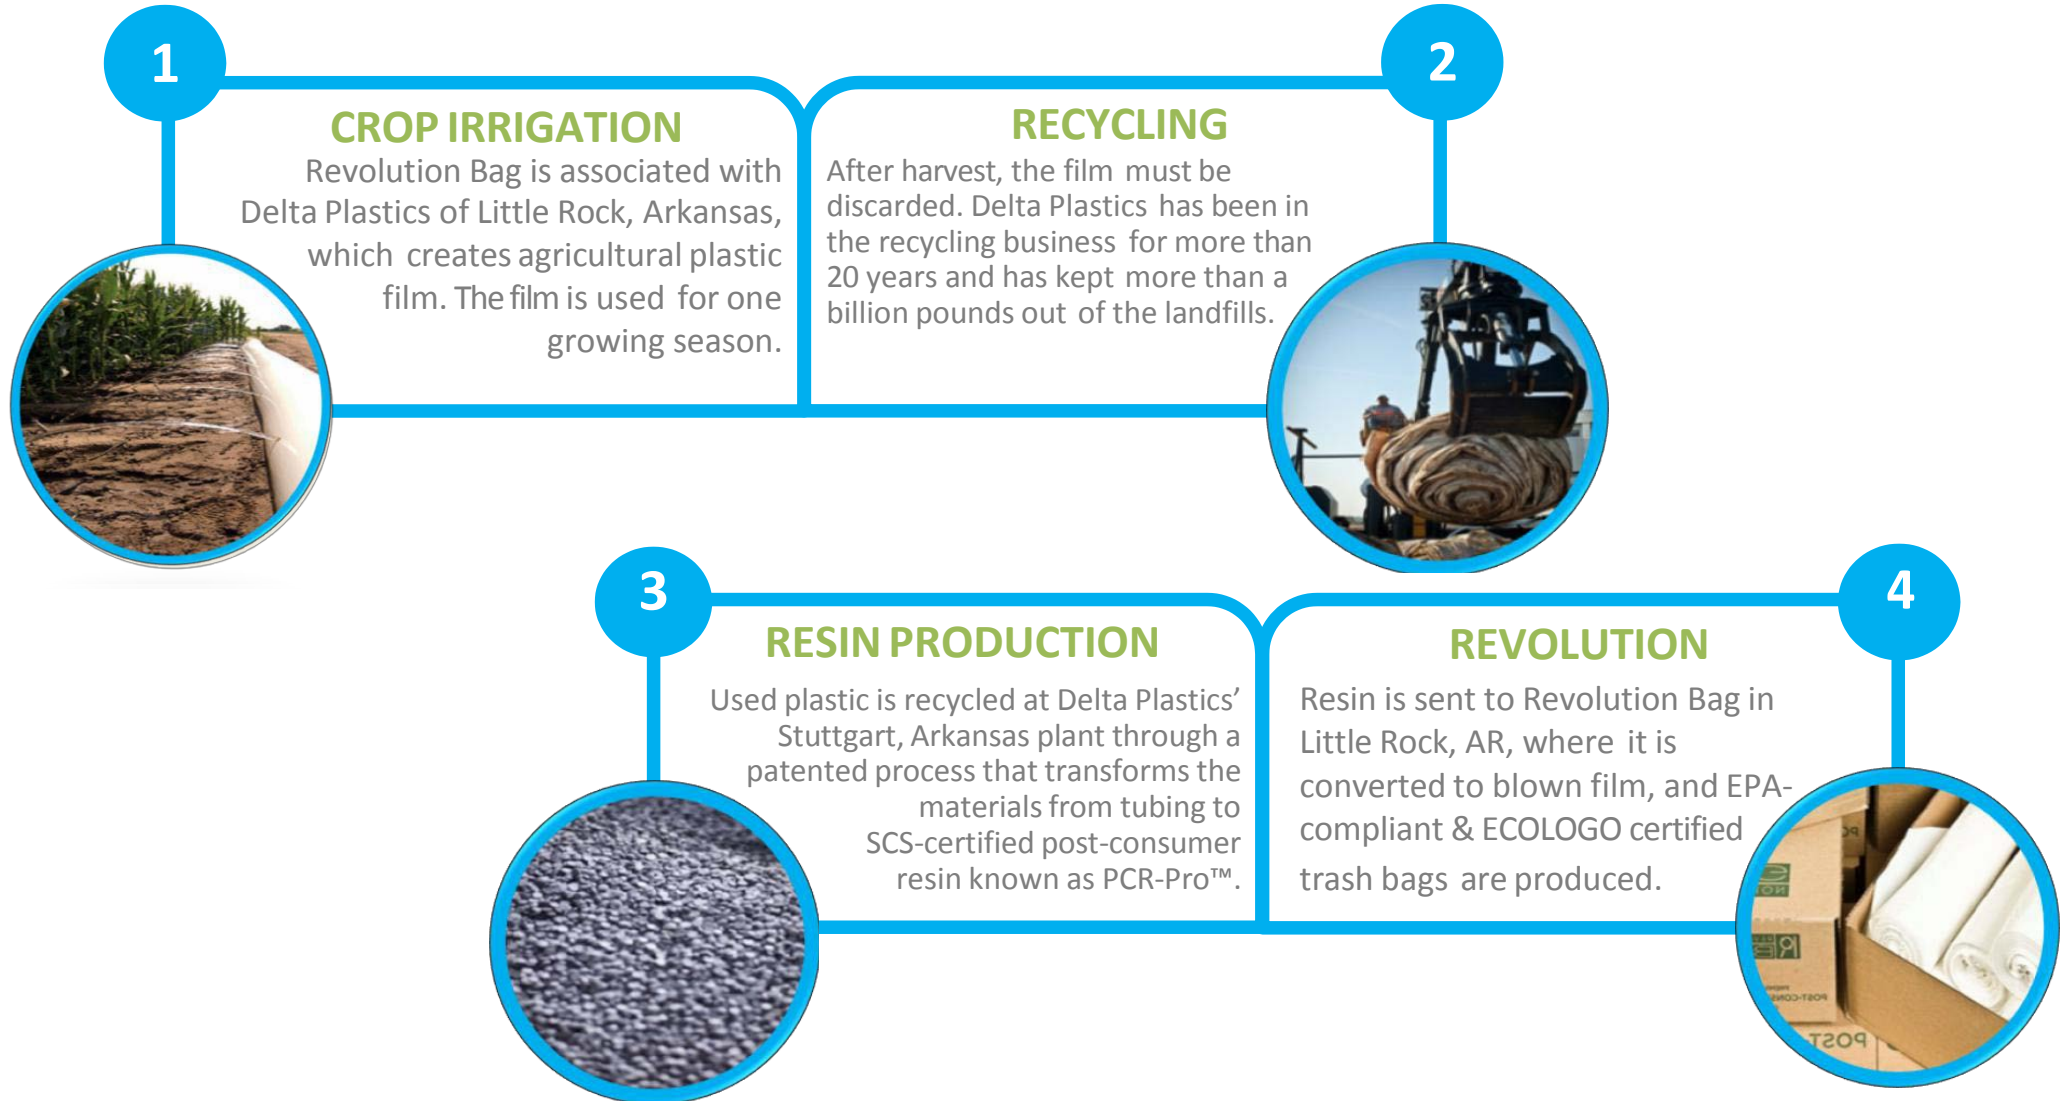 1
CROP IRRIGATION
Revolution Bag is associated with
Delta Plastics of Little Rock, Arkansas,
which creates agricultural plastic
film. The film is used for one
growing season.
2
RECYCLING
After harvest, the film must be
discarded. Delta Plastics has been in
the recycling business for more than
20 years and has kept more than a
billion pounds out of the landfills.
3
RESIN PRODUCTION
Used plastic is recycled at Delta Plastics’
Stuttgart, Arkansas plant through a
patented process that transforms the
materials from tubing to
SCS-certified post-consumer
resin known as PCR-Pro™.
4
REVOLUTION
Resin is sent to Revolution Bag in
Little Rock, AR, where it is
converted to blown film, and EPA-
compliant & ECOLOGO certified
trash bags are produced.
POST-